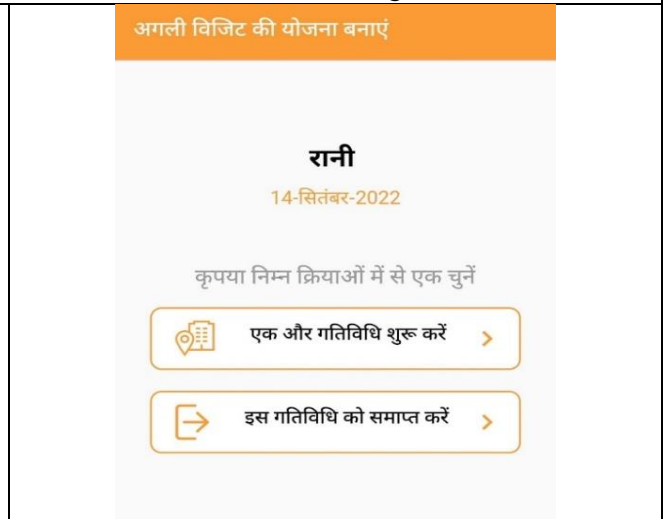 अगली विजिट की योजना बनाएं
रानी
14-सितंबर-2022
कृपया निम्न क्रियाओं में से एक चुनें
एक और गतिविधि शुरू करें
इस गतिविधि को समाप्त करें